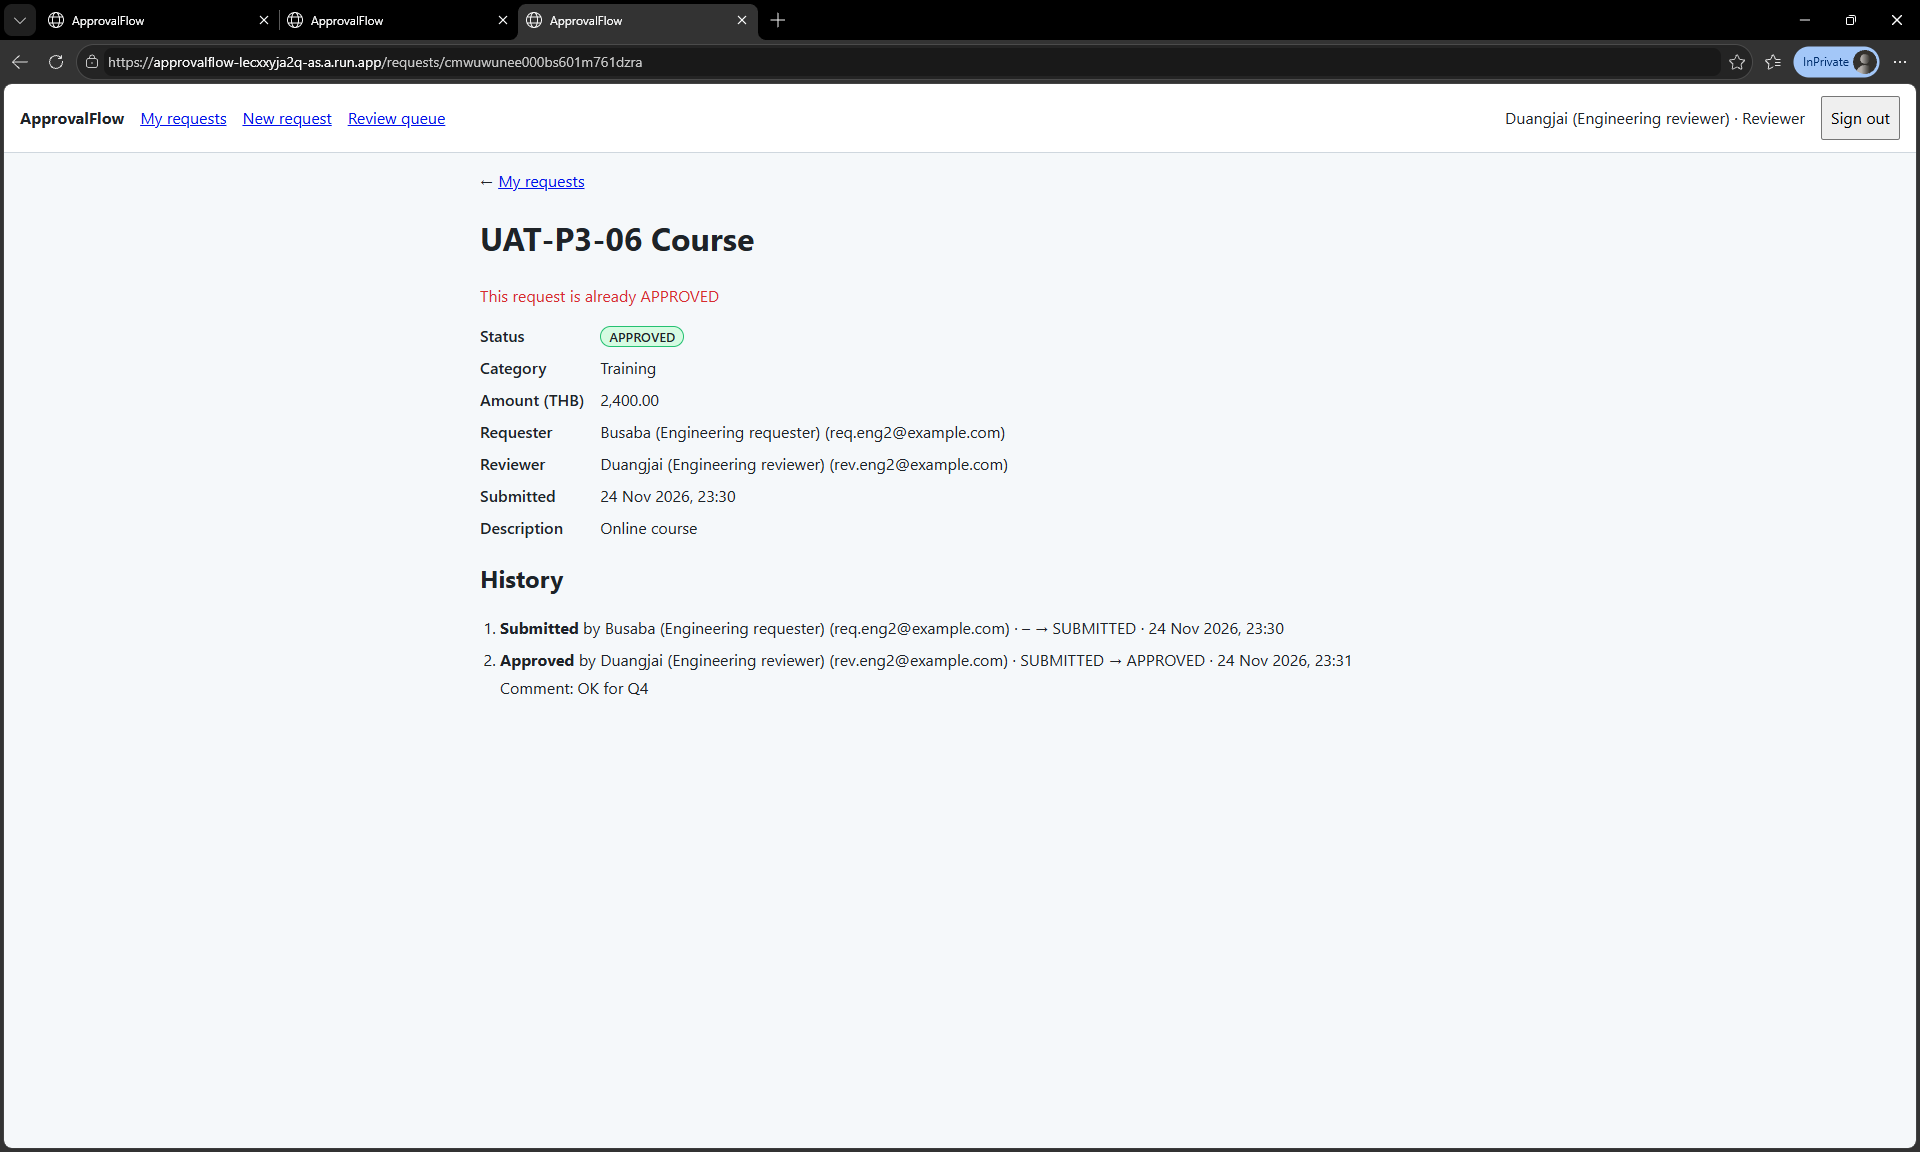 ApprovalFlow
ApprovalFlow
ApprovalFlow
https://approvalflow-lecxxyja2q-as.a.run.app/requests/cmwuwunee000bs601m761dzra
InPrivate
ApprovalFlow My requests New request Review queue Duangjai (Engineering reviewer) · Reviewer Sign out
← My requests
UAT-P3-06 Course
This request is already APPROVED
Status APPROVED
Category Training
Amount (THB) 2,400.00
Requester Busaba (Engineering requester) (req.eng2@example.com)
Reviewer Duangjai (Engineering reviewer) (rev.eng2@example.com)
Submitted 24 Nov 2026, 23:30
Description Online course
History
1. Submitted by Busaba (Engineering requester) (req.eng2@example.com) · – → SUBMITTED · 24 Nov 2026, 23:30
2. Approved by Duangjai (Engineering reviewer) (rev.eng2@example.com) · SUBMITTED → APPROVED · 24 Nov 2026, 23:31
Comment: OK for Q4